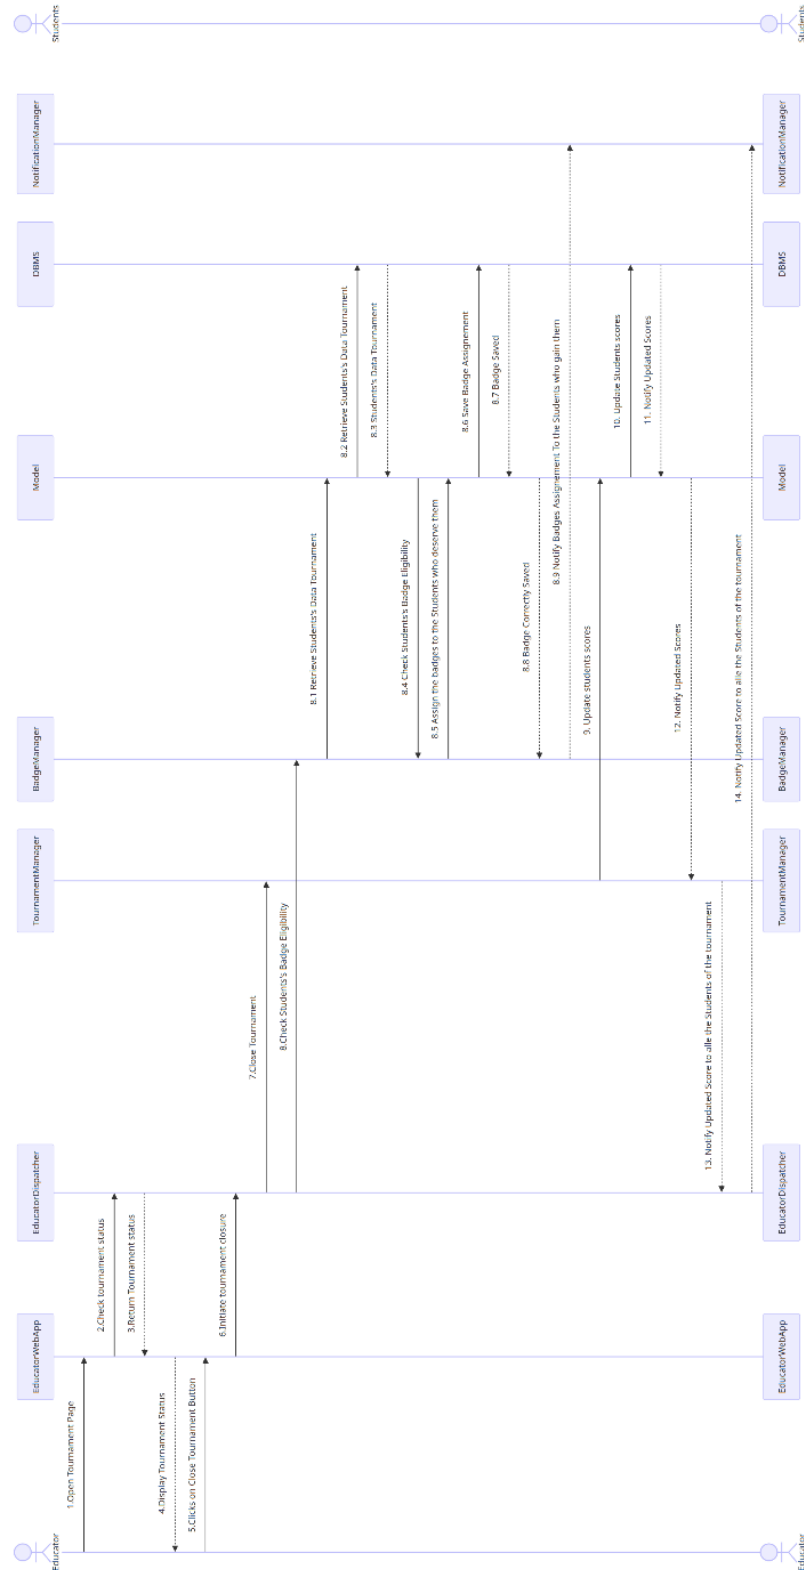 Educator
EducatorWebApp
EducatorDispatcher
TournamentManager
BadgeManager
Model
DBMS
NotificationManager
Students
1.Open Tournament Page
2.Check tournament status
3.Return Tournament status
4.Display Tournament Status
5.Clicks on Close Tournament Button
6.Initiate tournament closure
7.Close Tournament
8.Check Students's Badge Eligibility
8.1 Retrieve Students's Data Tournament
8.2 Retrieve Students's Data Tournament
8.3 Students's Data Tournament
8.4 Check Students's Badge Eligibility
8.5 Assign the badges to the Students who deserve them
8.6 Save Badge Assignement
8.7 Badge Saved
8.8 Badge Correctly Saved
8.9 Notify Badges Assignement To the Students who gain them
9. Update students scores
10. Update Students scores
11. Notify Updated Scores
12. Notify Updated Scores
13. Notify Updated Score to alle the Students of the tournament
14. Notify Updated Score to alle the Students of the tournament
Educator
EducatorWebApp
EducatorDispatcher
TournamentManager
BadgeManager
Model
DBMS
NotificationManager
Students